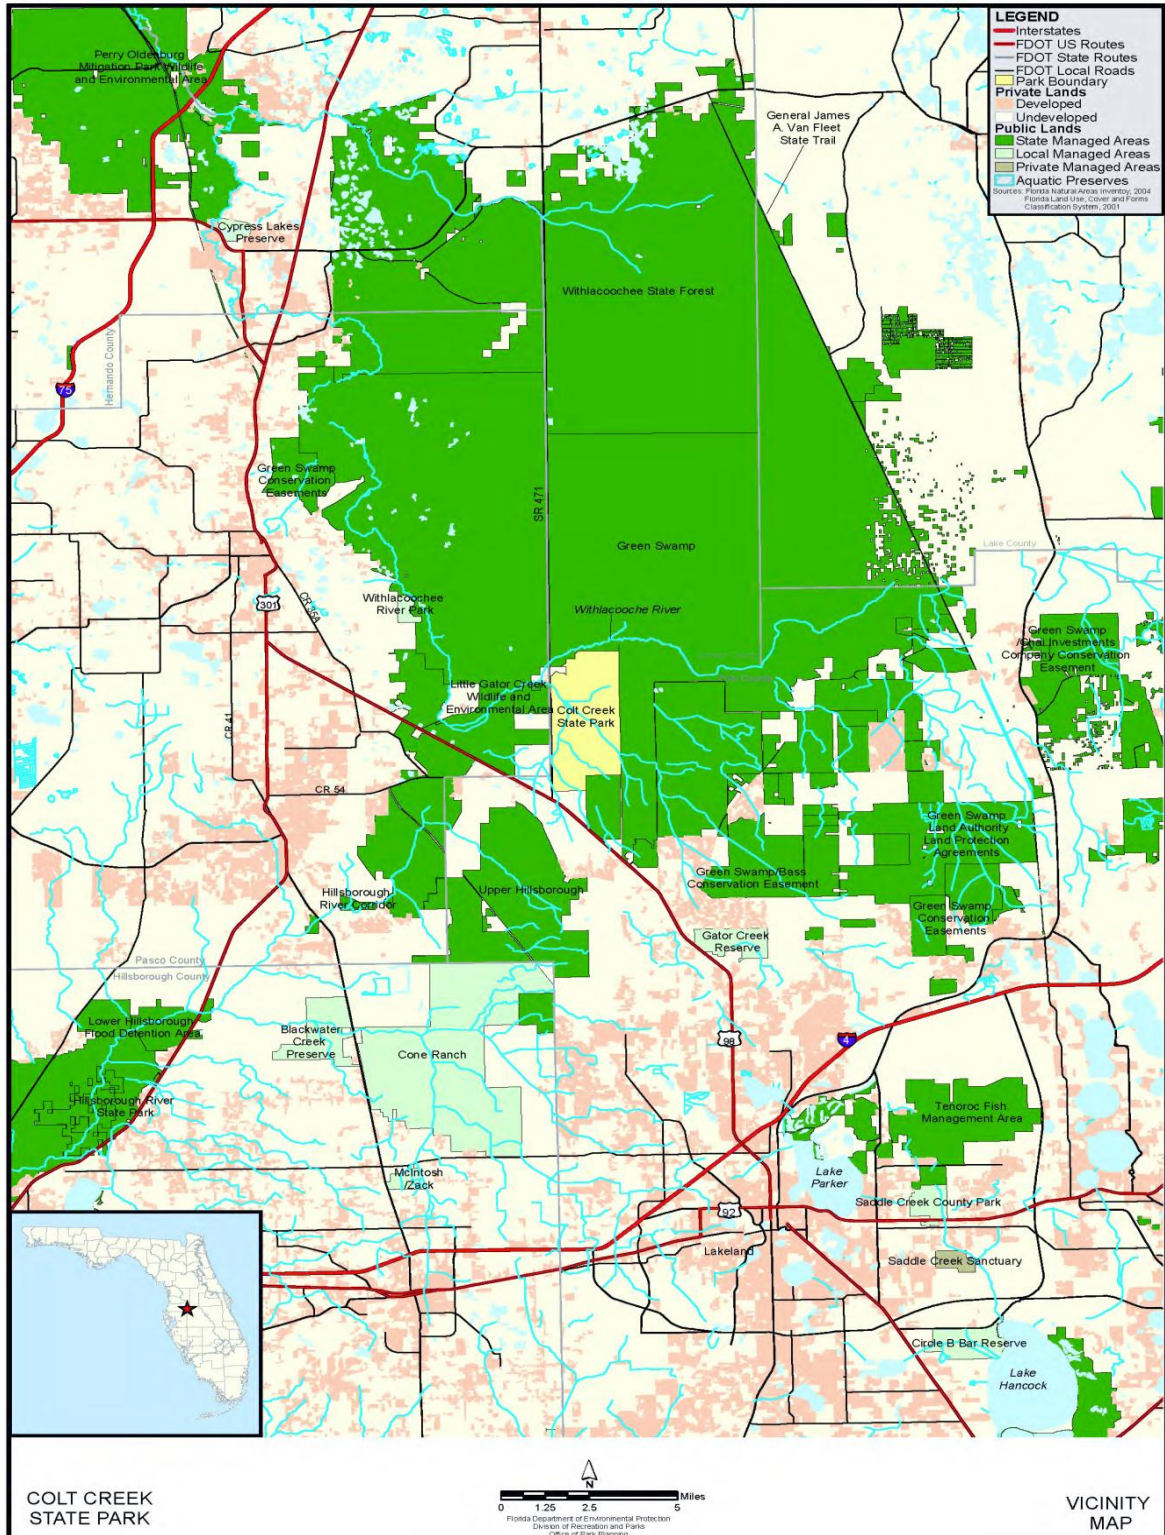 LEGEND
Interstates
FDOT US Routes
FDOT State Routes
FDOT Local Roads
Park Boundary
Private Lands
Developed
Undeveloped
Public Lands
State Managed Areas
Local Managed Areas
Private Managed Areas
Aquatic Preserves
Sources: Florida Natural Areas Inventoy, 2004
Florida Land Use, Cover and Forms
Classification System, 2001
Perry Oldenburg
Mitigation Park Wildlife
and Environmental Area
General James
A. Van Fleet
State Trail
Cypress Lakes
Preserve
Withlacoochee State Forest
Hernando County
75
Green Swamp
Conservation
Easements
SR 471
Green Swamp
Lake County
Withlacoochee
River Park
Withlacooche River
301
CR 35A
Green Swamp
Company Conservation
Easement
Little Gator Creek
Wildlife and
Environmental Area
Colt Creek
State Park
CR 41
CR 54
Green Swamp
Land Authority
Land Protection
Agreements
Green Swamp/Bass
Conservation Easement
Hillsborough
River Corridor
Upper Hillsborough
Green Swamp
Conservation
Easements
Gator Creek
Reserve
Pasco County
Hillsborough County
Lower Hillsborough
Flood Detention Area
Blackwater
Creek
Preserve
Cone Ranch
98
4
Hillsborough River
State Park
Tenoroc Fish
Management Area
McIntosh
/Zack
Lake
Parker
Saddle Creek County Park
92
Lakeland
Saddle Creek Sanctuary
Circle B Bar Reserve
Lake
Hancock
COLT CREEK
STATE PARK
N
0 1.25 2.5 5 Miles
Florida Department of Environmental Protection
Division of Recreation and Parks
Office of Park Planning
VICINITY
MAP